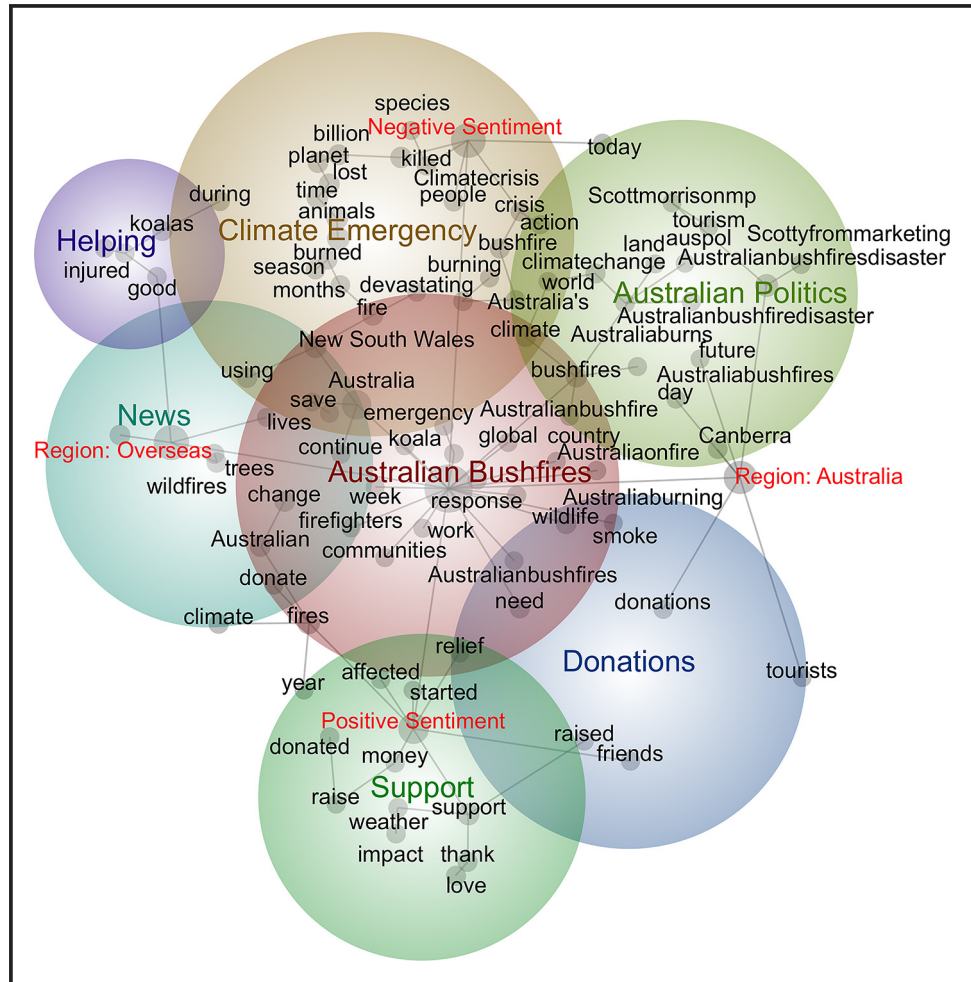 species
Negative Sentiment
billion
today
planet
killed
lost
Climatecrisis
time
people
during
Scottmorrisonmp
crisis
animals
koalas
tourism
action
Climate Emergency
Helping
Scottyfrommarketing
land
auspol
bushfire
burned
Australianbushfiresdisaster
climatechange
season
burning
injured
world
good
months
devastating
Australian Politics
Australia's
fire
Australianbushfiredisaster
climate
Australiaburns
New South Wales
future
using
bushfires
Australia
Australiabushfires
day
save
News
emergency
Australianbushfire
lives
Canberra
koala
global
country
continue
Region: Overseas
Australiaonfire
trees
Australian Bushfires
Region: Australia
wildfires
change
week
response
Australiaburning
firefighters
wildlife
work
smoke
Australian
communities
donate
Australianbushfires
need
donations
climate
fires
relief
Donations
affected
tourists
year
started
Positive Sentiment
raised
donated
money
friends
Support
raise
support
weather
impact
thank
love